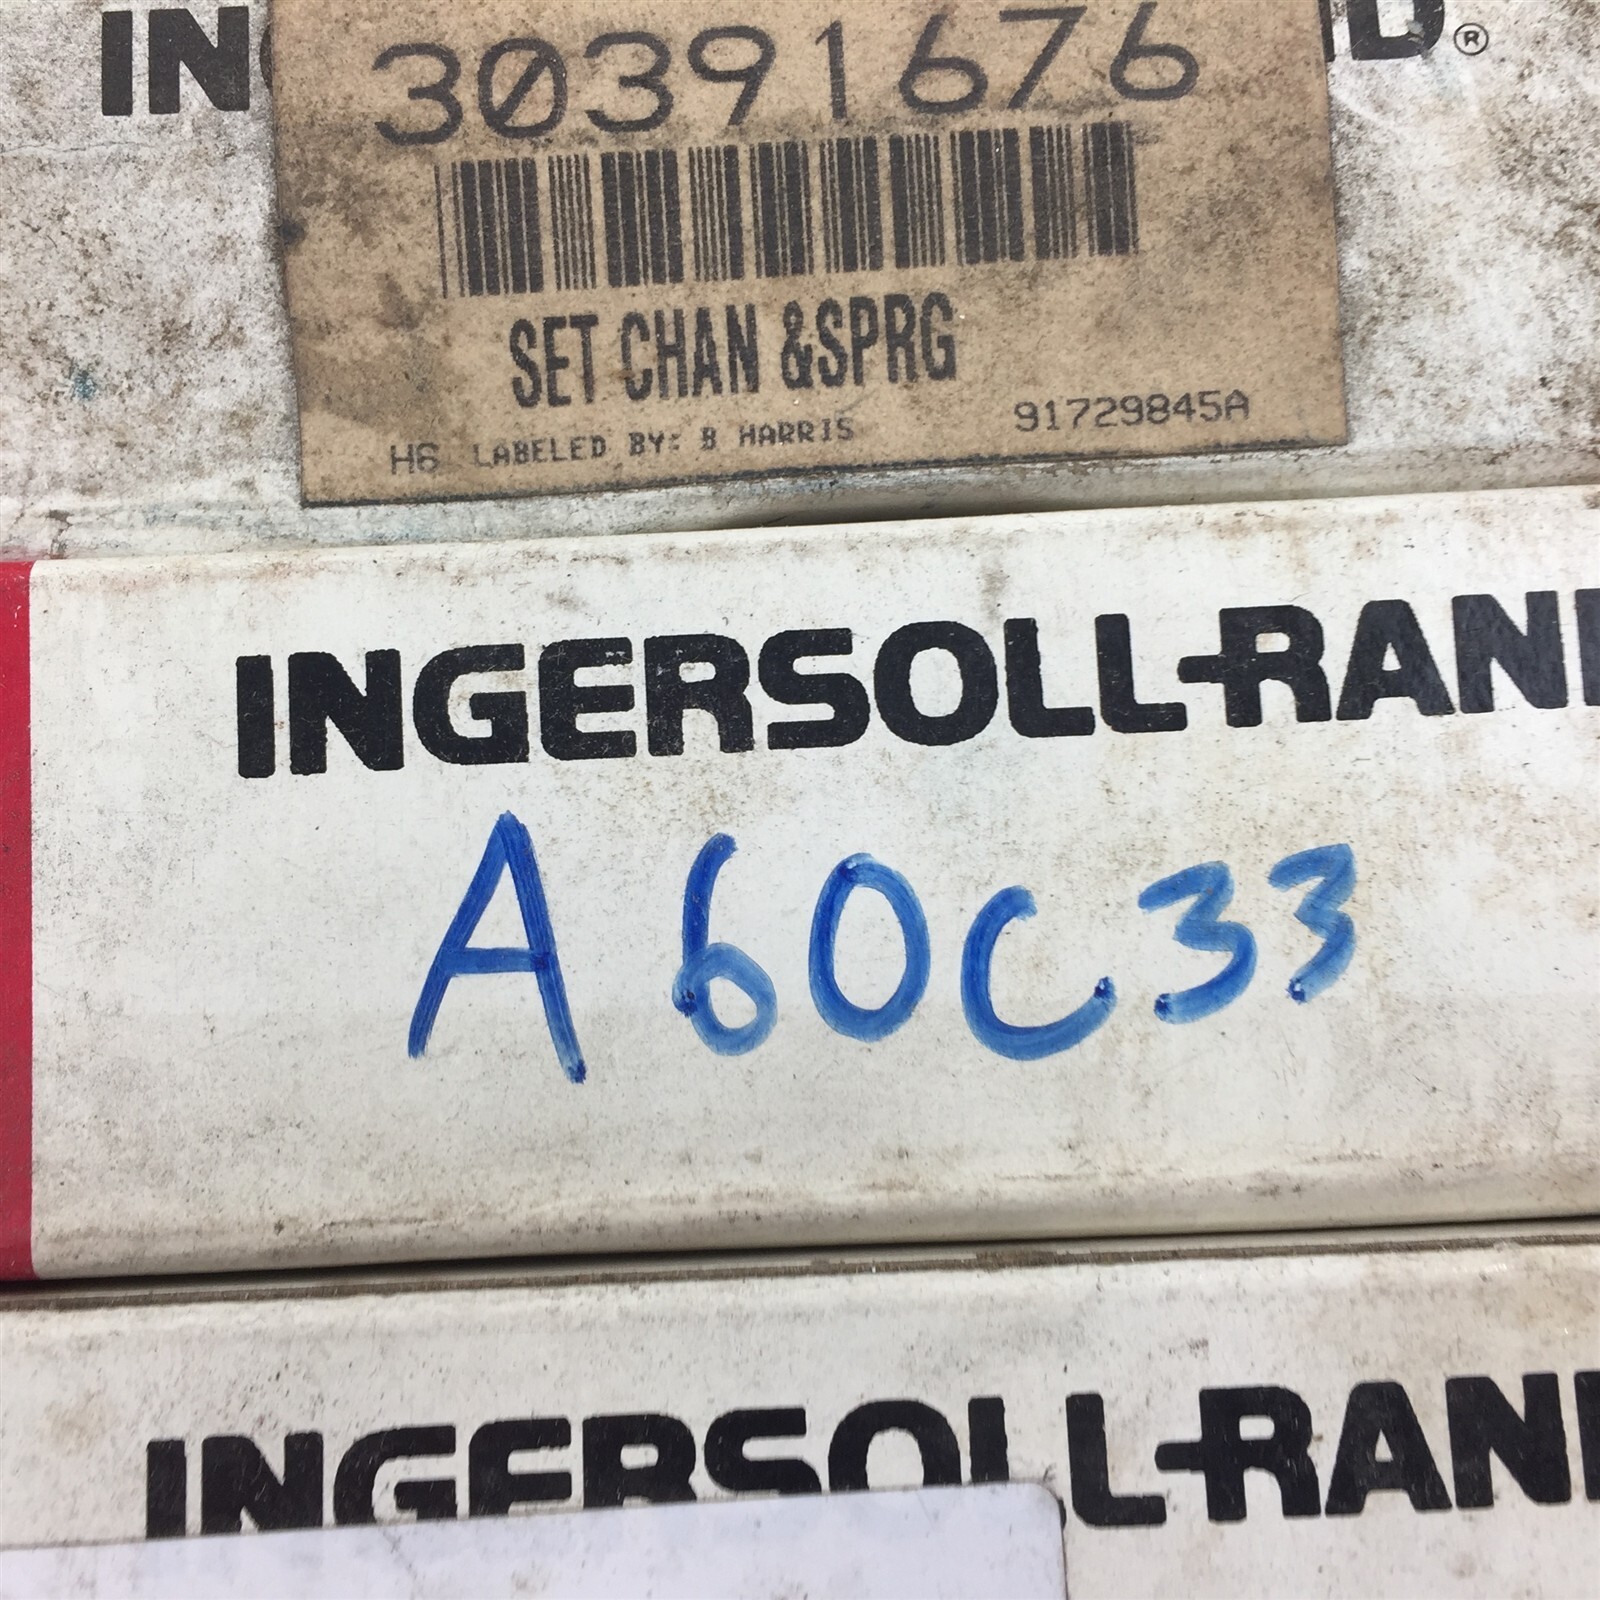 30391676
SET CHAN &SPRG
H6 LABELED BY: B HARRIS 91729845A
INGERSOLL-RAN
A60C33
INGERSOLL-RAN